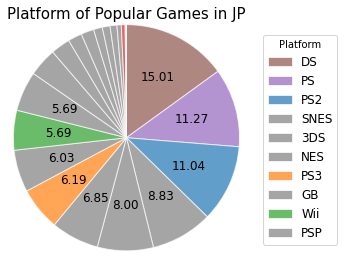 Platform of Popular Games in JP
Platform
DS
PS
PS2
SNES
3DS
NES
PS3
GB
Wii
PSP
15.01
11.27
11.04
8.83
8.00
6.85
6.19
6.03
5.69
5.69